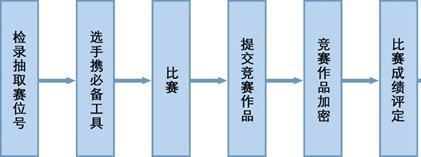 检录抽取赛位号
选手携必备工具
比赛
提交竞赛作品
竞赛作品加密
比赛成绩评定